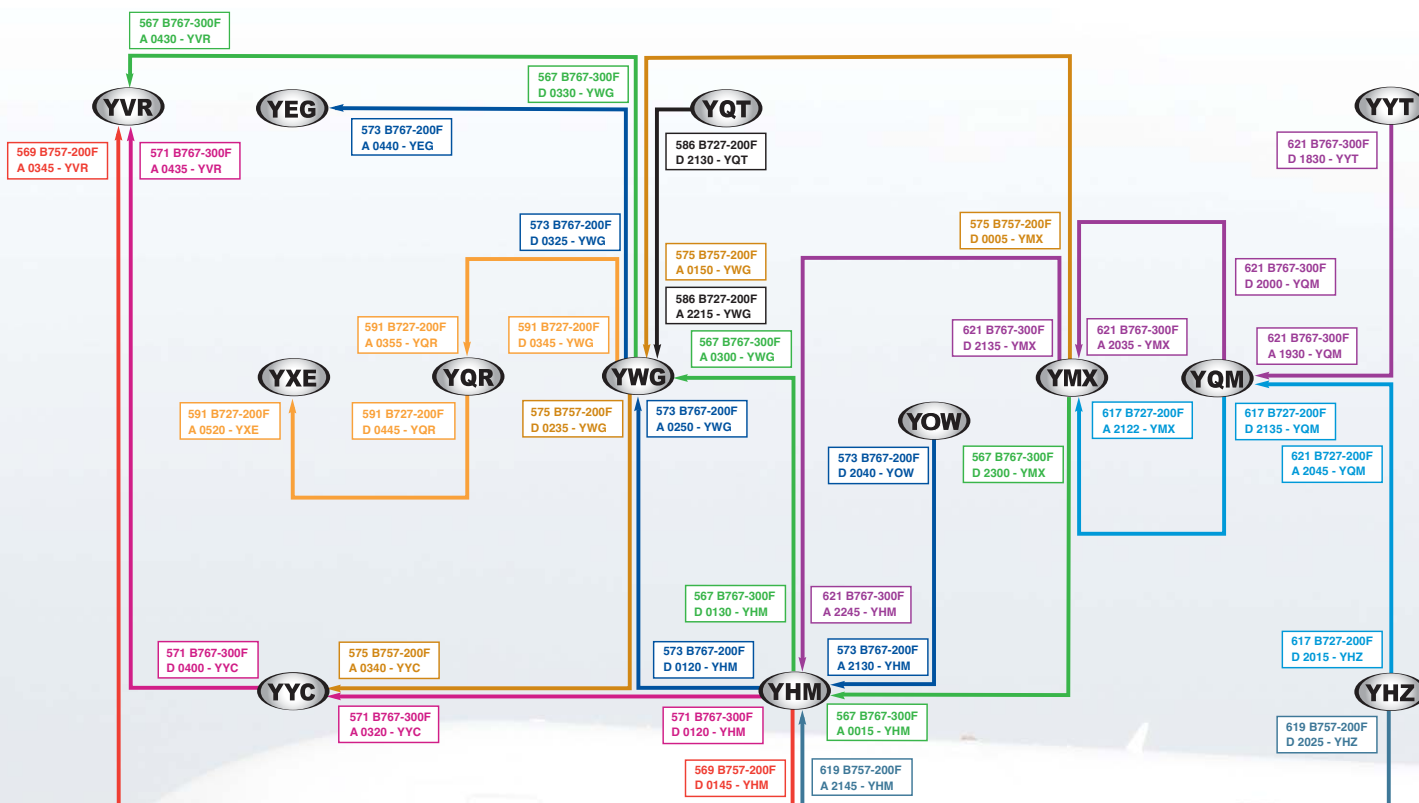 567 B767-300F
A 0430 - YVR
567 B767-300F
D 0330 - YWG
YVR
YEG
YQT
YYT
573 B767-200F
A 0440 - YEG
569 B757-200F
A 0345 - YVR
571 B767-300F
A 0435 - YVR
586 B727-200F
D 2130 - YQT
621 B767-300F
D 1830 - YYT
573 B767-200F
D 0325 - YWG
575 B757-200F
D 0005 - YMX
575 B757-200F
A 0150 - YWG
621 B767-300F
D 2000 - YQM
586 B727-200F
A 2215 - YWG
591 B727-200F
A 0355 - YQR
591 B727-200F
D 0345 - YWG
567 B767-300F
A 0300 - YWG
621 B767-300F
D 2135 - YMX
621 B767-300F
A 2035 - YMX
621 B767-300F
A 1930 - YQM
YXE
YQR
YWG
YMX
YQM
591 B727-200F
A 0520 - YXE
591 B727-200F
D 0445 - YQR
575 B757-200F
D 0235 - YWG
573 B767-200F
A 0250 - YWG
YOW
617 B727-200F
A 2122 - YMX
617 B727-200F
D 2135 - YQM
573 B767-200F
D 2040 - YOW
567 B767-300F
D 2300 - YMX
621 B727-200F
A 2045 - YQM
567 B767-300F
D 0130 - YHM
621 B767-300F
A 2245 - YHM
571 B767-300F
D 0400 - YYC
575 B757-200F
A 0340 - YYC
573 B767-200F
D 0120 - YHM
573 B767-200F
A 2130 - YHM
617 B727-200F
D 2015 - YHZ
YYC
YHM
YHZ
571 B767-300F
A 0320 - YYC
571 B767-300F
D 0120 - YHM
567 B767-300F
A 0015 - YHM
619 B757-200F
D 2025 - YHZ
569 B757-200F
D 0145 - YHM
619 B757-200F
A 2145 - YHM